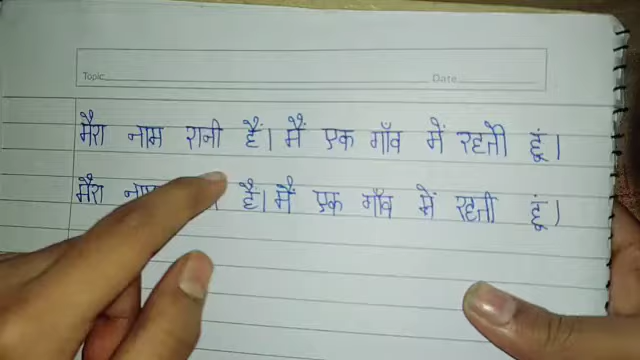 Topic Date
मैरा नाम रानी है। मैं एक गाँव में रहती हूं।
मैरा नाम है। मैं एक गाँव में रहती हूं।